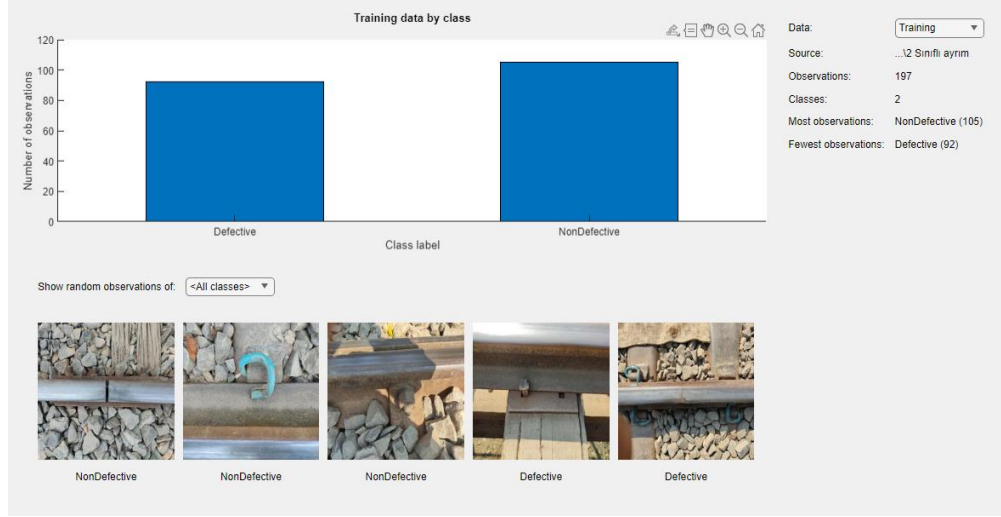 Training data by class
120
100
80
60
40
20
0
Number of observations
Defective
NonDefective
Class label
Data: Training
Source: ...\2 Sınıflı ayrım
Observations: 197
Classes: 2
Most observations: NonDefective (105)
Fewest observations: Defective (92)
Show random observations of: <All classes>
NonDefective NonDefective NonDefective Defective Defective